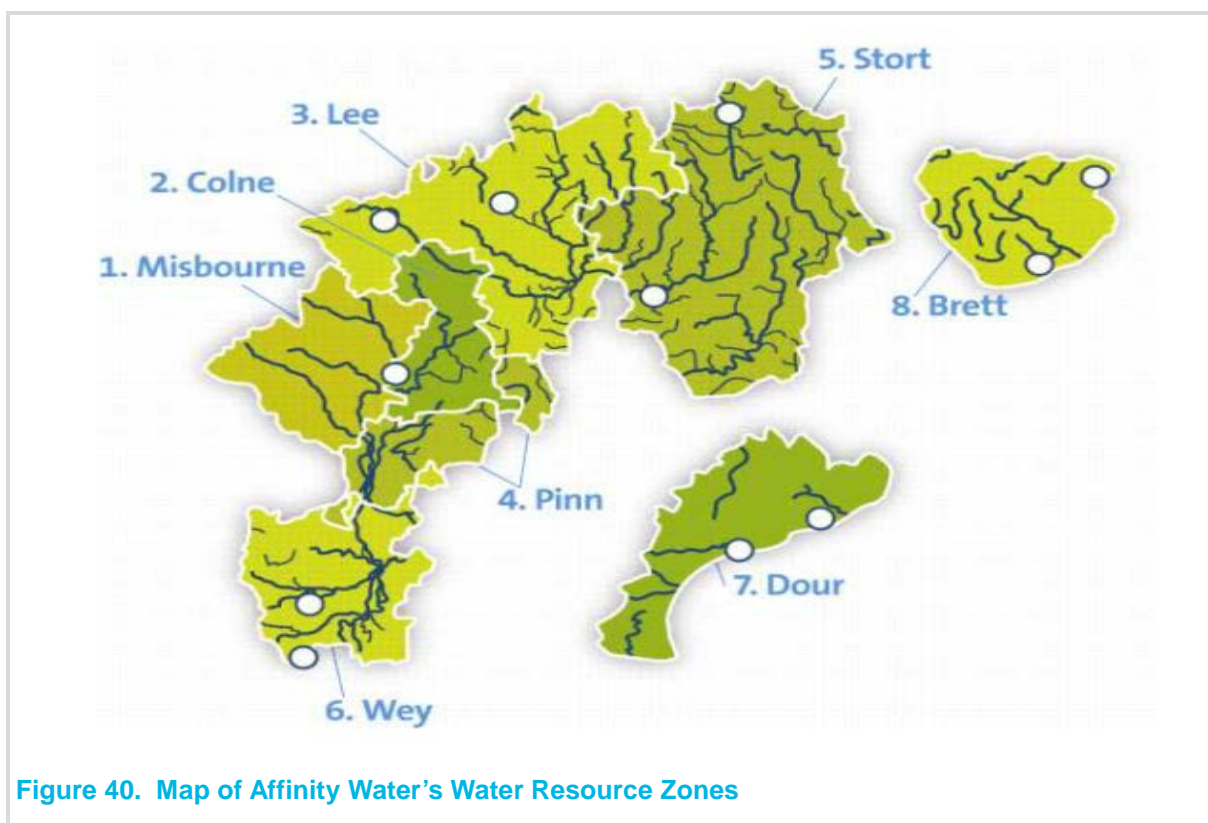 5. Stort
3. Lee
2. Colne
1. Misbourne
8. Brett
4. Pinn
7. Dour
6. Wey
Figure 40. Map of Affinity Water’s Water Resource Zones